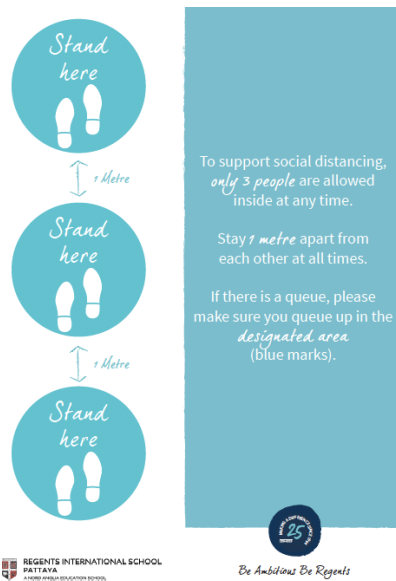 Stand
here
1 Metre
Stand
here
1 Metre
Stand
here
To support social distancing,
only 3 people are allowed
inside at any time.
Stay 1 metre apart from
each other at all times.
If there is a queue, please
make sure you queue up in the
designated area
(blue marks).
25
REGENTS INTERNATIONAL SCHOOL
PATTAYA
A NORD ANGLIA EDUCATION SCHOOL
Be Ambitious Be Regents